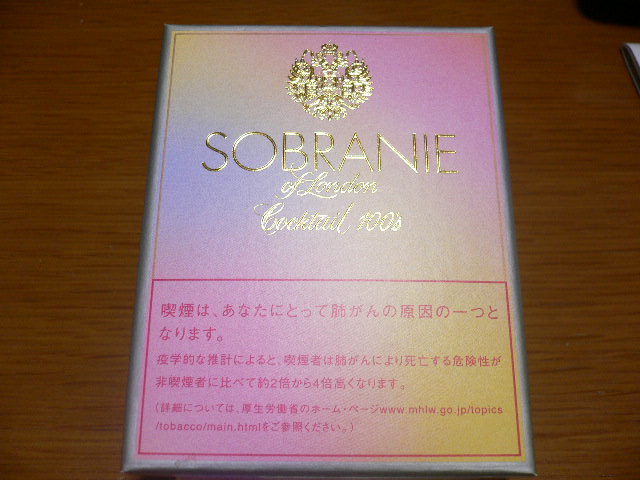 SOBRANIE
of London
Cocktail 100s
喫煙は、あなたにとって肺がんの原因の一つと
なります。
疫学的な推計によると、喫煙者は肺がんにより死亡する危険性が
非喫煙者に比べて約2倍から4倍高くなります。
(詳細については、厚生労働省のホーム・ページwww.mhlw.go.jp/topics
/tobacco/main.htmlをご参照ください。)